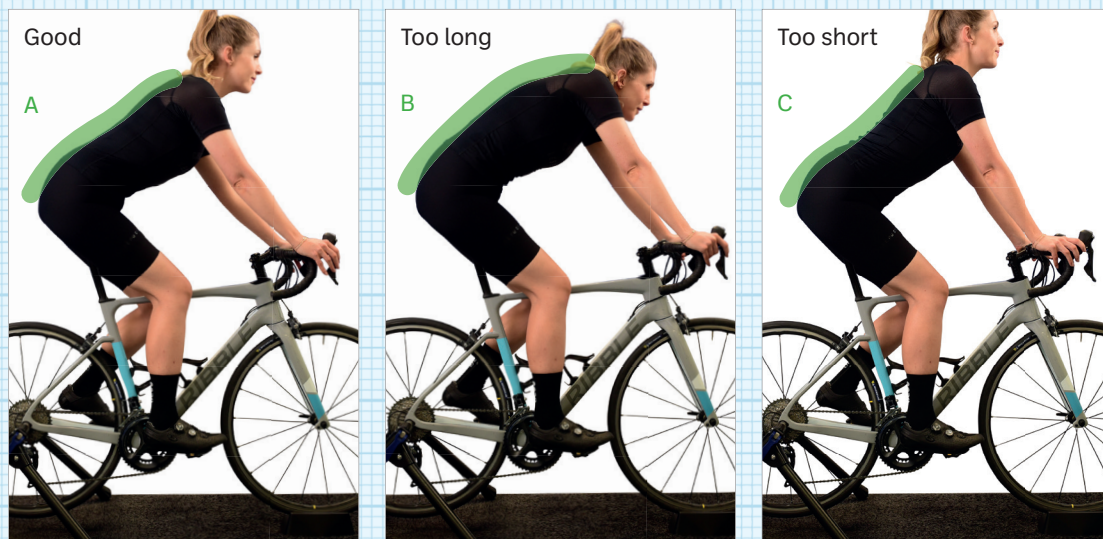 Good
A
RIBBLE
Too long
B
RIBBLE
Too short
C
RIBBLE